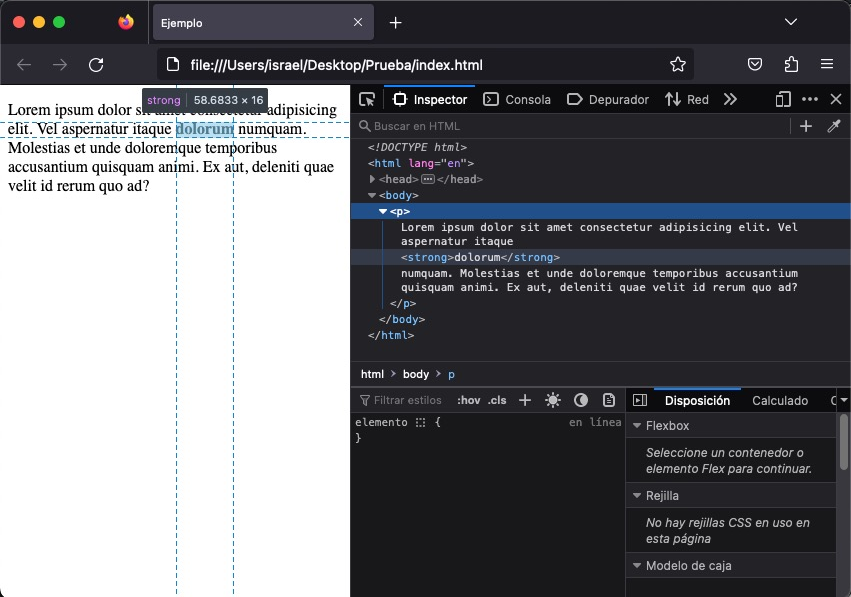 Ejemplo
file:///Users/israel/Desktop/Prueba/index.html
strong 58.6833 × 16
Lorem ipsum dolor sit amet consectetur adipisicing
elit. Vel aspernatur itaque dolorum numquam.
Molestias et unde doloremque temporibus
accusantium quisquam animi. Ex aut, deleniti quae
velit id rerum quo ad?
Inspector Consola Depurador Red
Buscar en HTML
<!DOCTYPE html>
<html lang="en">
<head></head>
<body>
<p>
Lorem ipsum dolor sit amet consectetur adipisicing elit. Vel
aspernatur itaque
<strong>dolorum</strong>
numquam. Molestias et unde doloremque temporibus accusantium
quisquam animi. Ex aut, deleniti quae velit id rerum quo ad?
</p>
</body>
</html>
html > body > p
Filtrar estilos :hov .cls
elemento { en línea
}
Disposición Calculado
Flexbox
Seleccione un contenedor o
elemento Flex para continuar.
Rejilla
No hay rejillas CSS en uso en
esta página
Modelo de caja